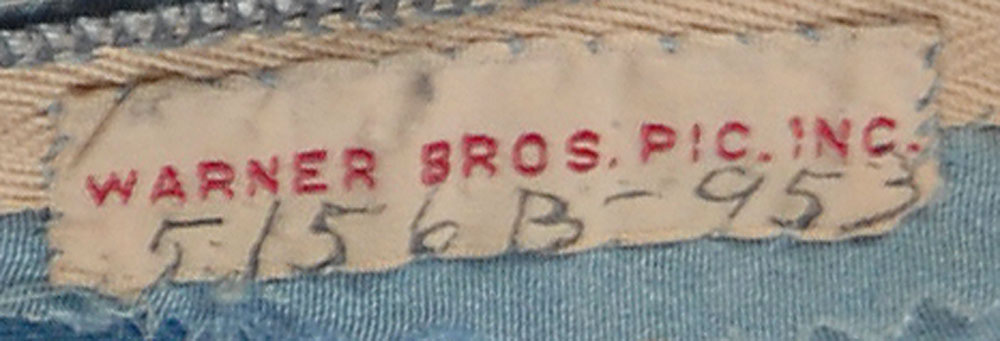 WARNER BROS. PIC. INC.
5156B-953